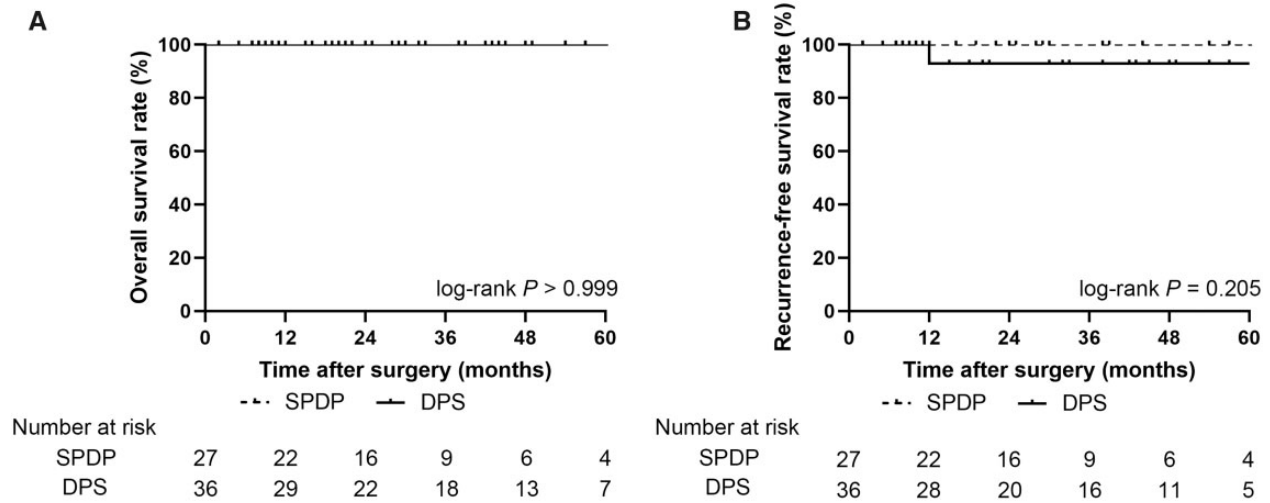 A
Overall survival rate (%)
100
80
60
40
20
0
log-rank P > 0.999
0 12 24 36 48 60
Time after surgery (months)
SPDP DPS
Number at risk
SPDP 27 22 16 9 6 4
DPS 36 29 22 18 13 7
B
Recurrence-free survival rate (%)
100
80
60
40
20
0
log-rank P = 0.205
0 12 24 36 48 60
Time after surgery (months)
SPDP DPS
Number at risk
SPDP 27 22 16 9 6 4
DPS 36 28 20 16 11 5